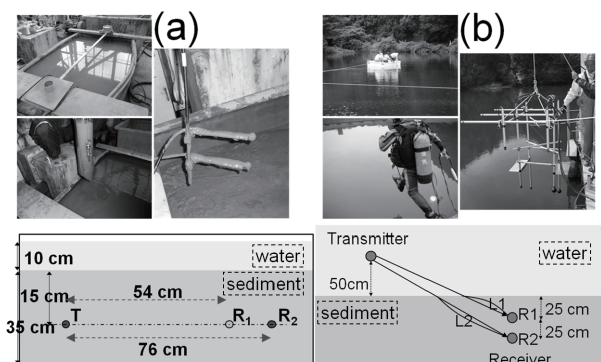 (a)
(b)
10 cm
water
sediment
15 cm
54 cm
T
R1
R2
35 cm
76 cm
Transmitter
water
50cm
sediment
L1
L2
R1
R2
25 cm
25 cm
Receiver